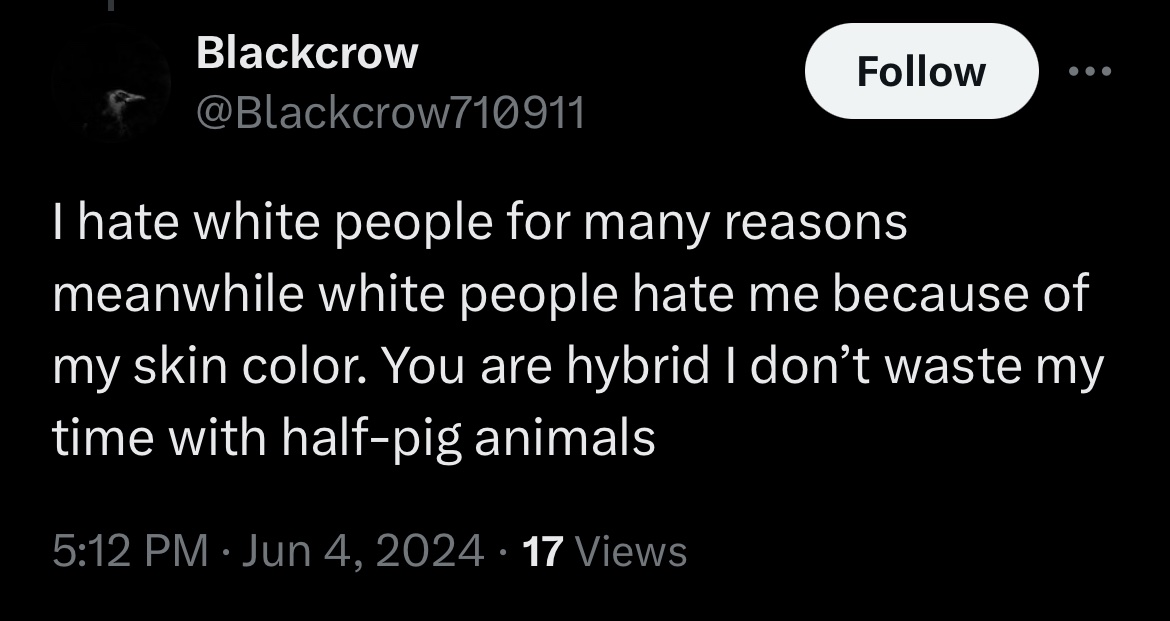 Blackcrow
Follow
@Blackcrow710911
I hate white people for many reasons
meanwhile white people hate me because of
my skin color. You are hybrid I don’t waste my
time with half-pig animals
5:12 PM · Jun 4, 2024 · 17 Views